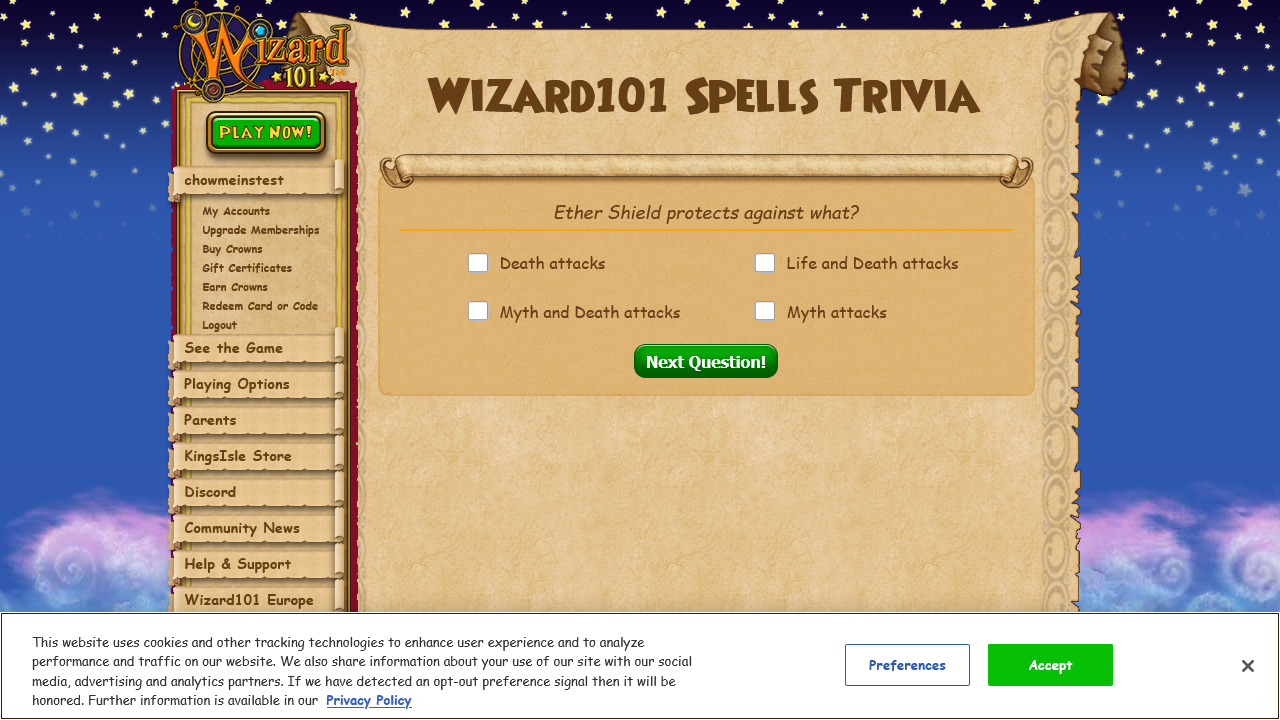 Wizard
101
TM
PLAY NOW!
chowmeinstest
My Accounts
Upgrade Memberships
Buy Crowns
Gift Certificates
Earn Crowns
Redeem Card or Code
Logout
See the Game
Playing Options
Parents
KingsIsle Store
Discord
Community News
Help & Support
Wizard101 Europe
Wizard101 Spells Trivia
Ether Shield protects against what?
Death attacks
Life and Death attacks
Myth and Death attacks
Myth attacks
Next Question!
This website uses cookies and other tracking technologies to enhance user experience and to analyze
performance and traffic on our website. We also share information about your use of our site with our social
media, advertising and analytics partners. If we have detected an opt-out preference signal then it will be
honored. Further information is available in our Privacy Policy
Preferences
Accept